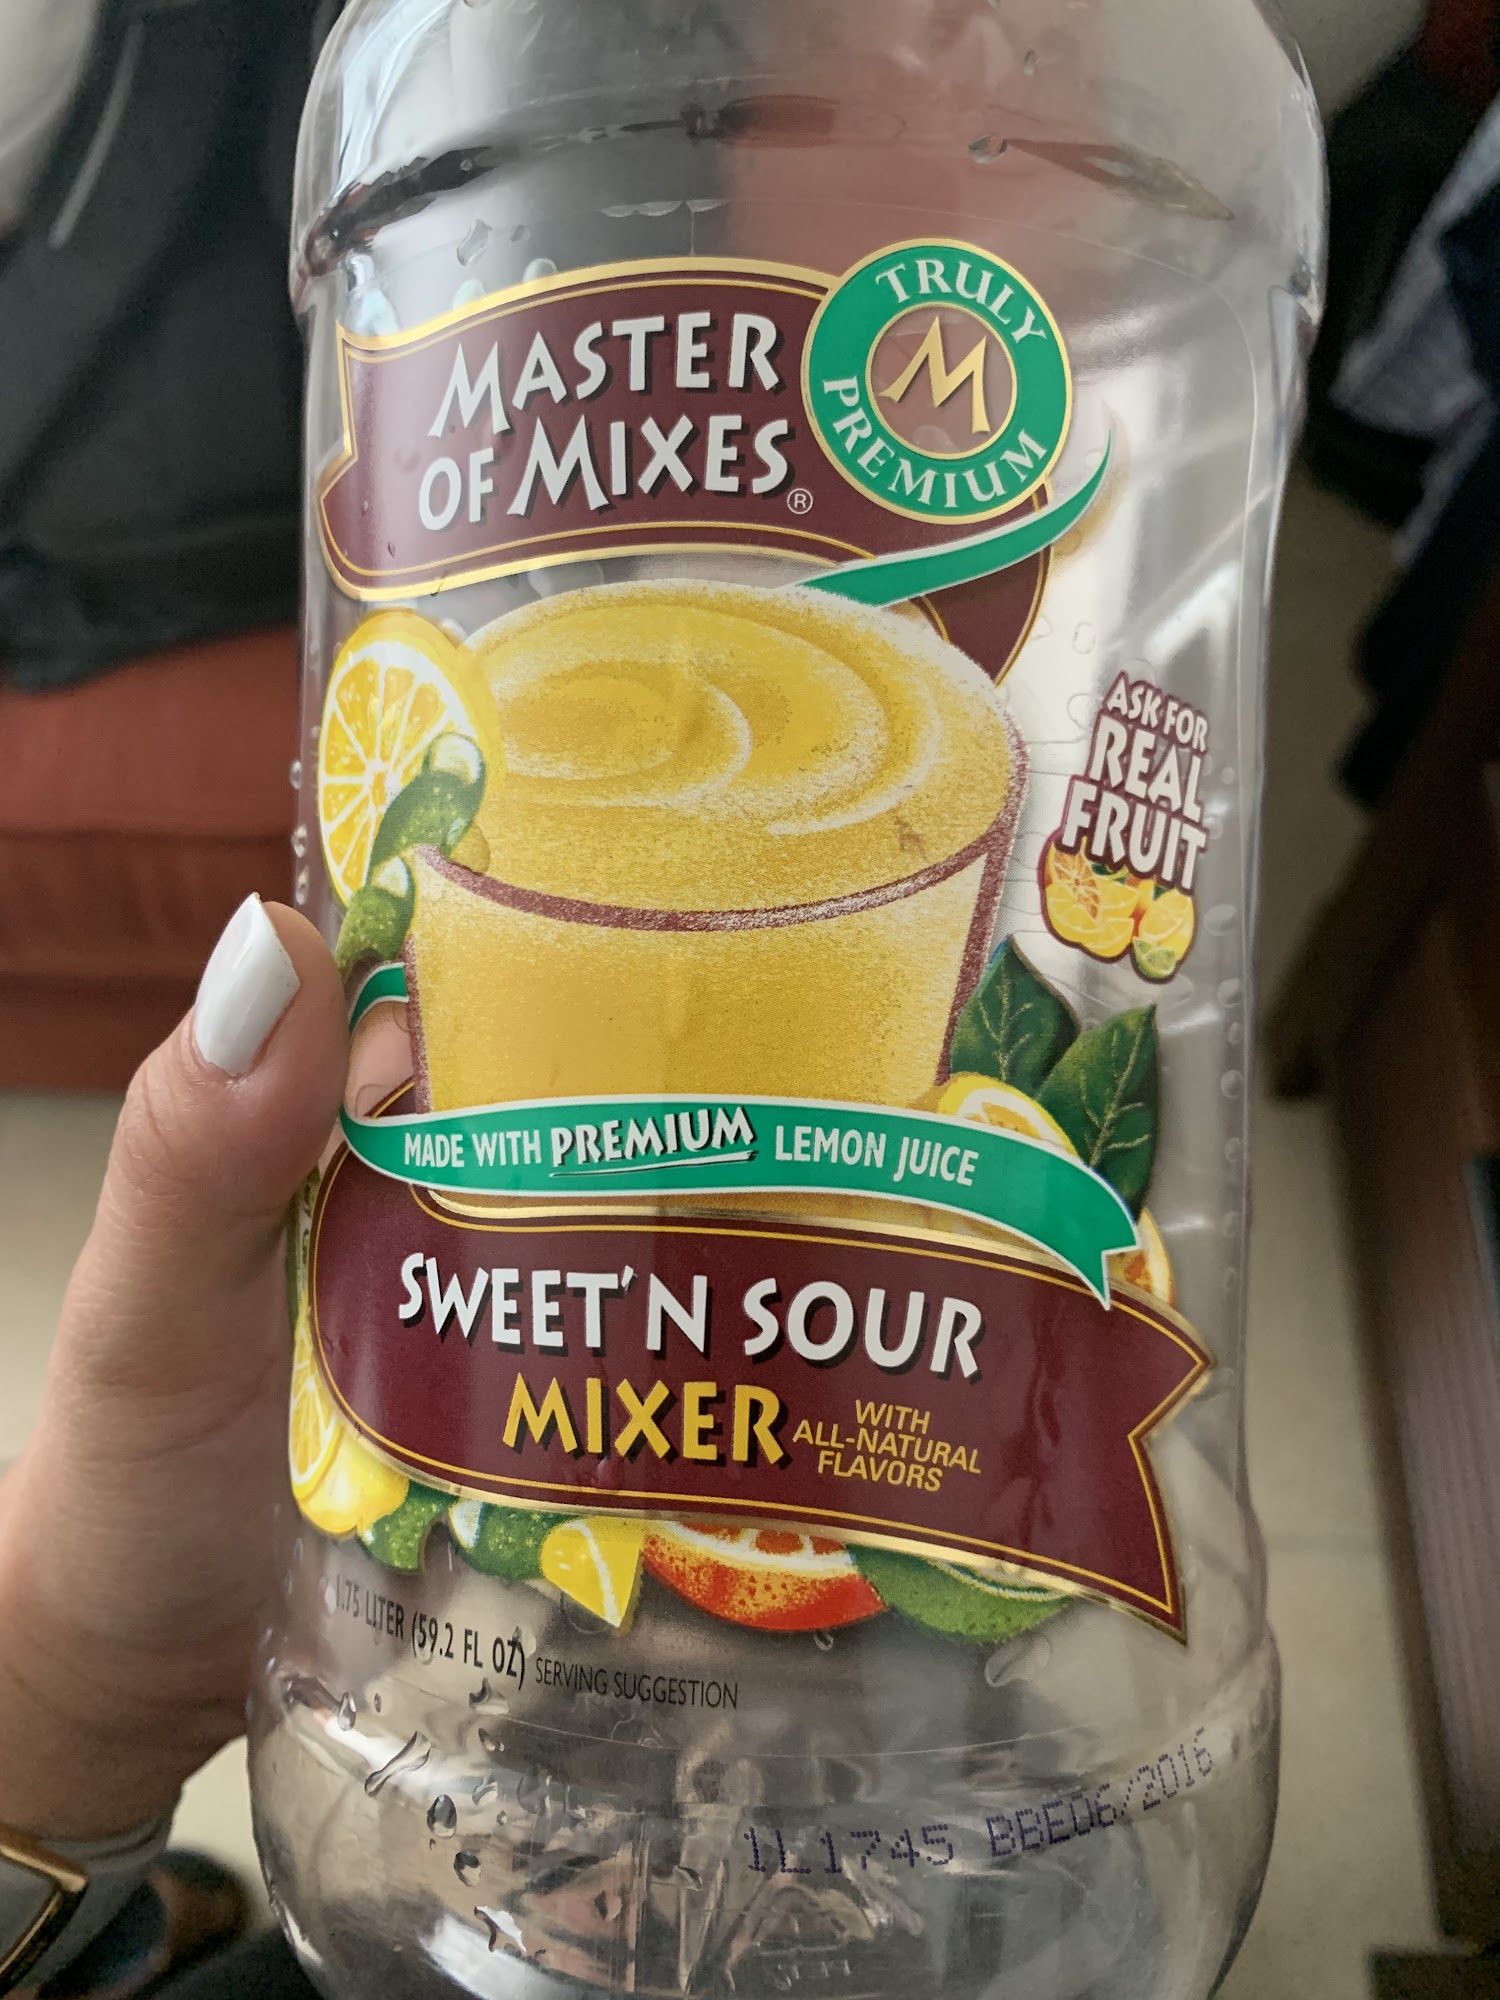 MASTER
OF MIXES®
TRULY
M
PREMIUM
ASK FOR
REAL
FRUIT
MADE WITH PREMIUM LEMON JUICE
SWEET'N SOUR
MIXER
WITH
ALL-NATURAL
FLAVORS
1.75 LITER (59.2 FL OZ) SERVING SUGGESTION
1L1745 BBE06/2016